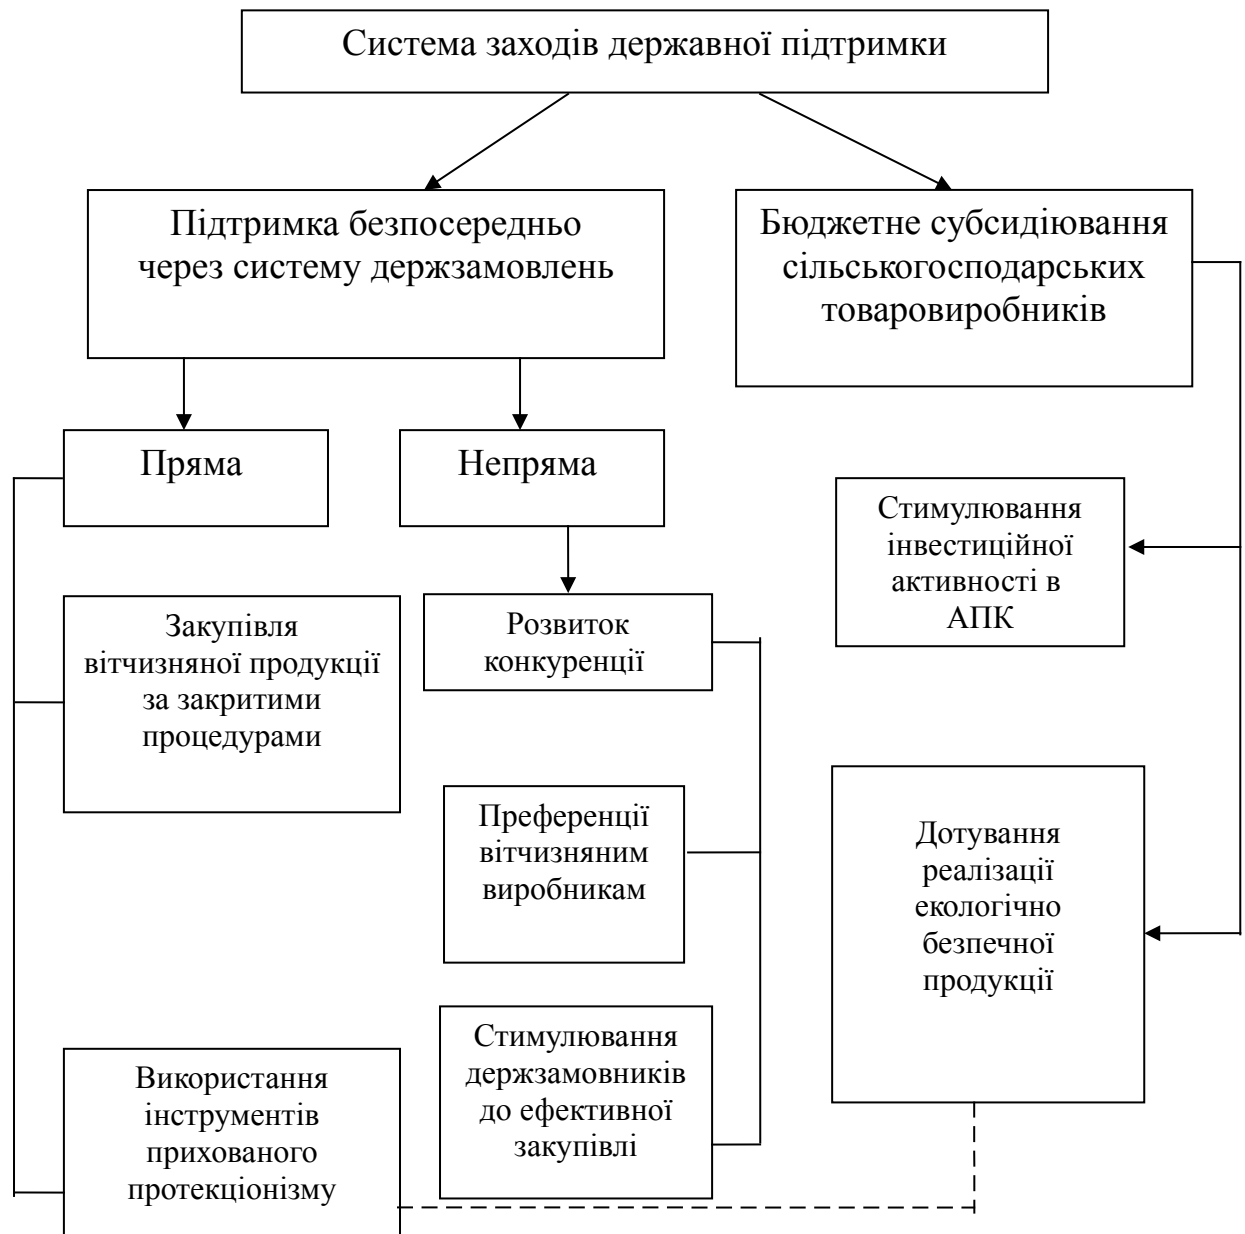 Система заходів державної підтримки
Підтримка безпосередньо
через систему держзамовлень
Бюджетне субсидіювання
сільськогосподарських
товаровиробників
Пряма
Непряма
Стимулювання
інвестиційної
активності в
АПК
Закупівля
вітчизняної продукції
за закритими
процедурами
Розвиток
конкуренції
Преференції
вітчизняним
виробникам
Дотування
реалізації
екологічно
безпечної
продукції
Стимулювання
держзамовників
до ефективної
закупівлі
Використання
інструментів
прихованого
протекціонізму